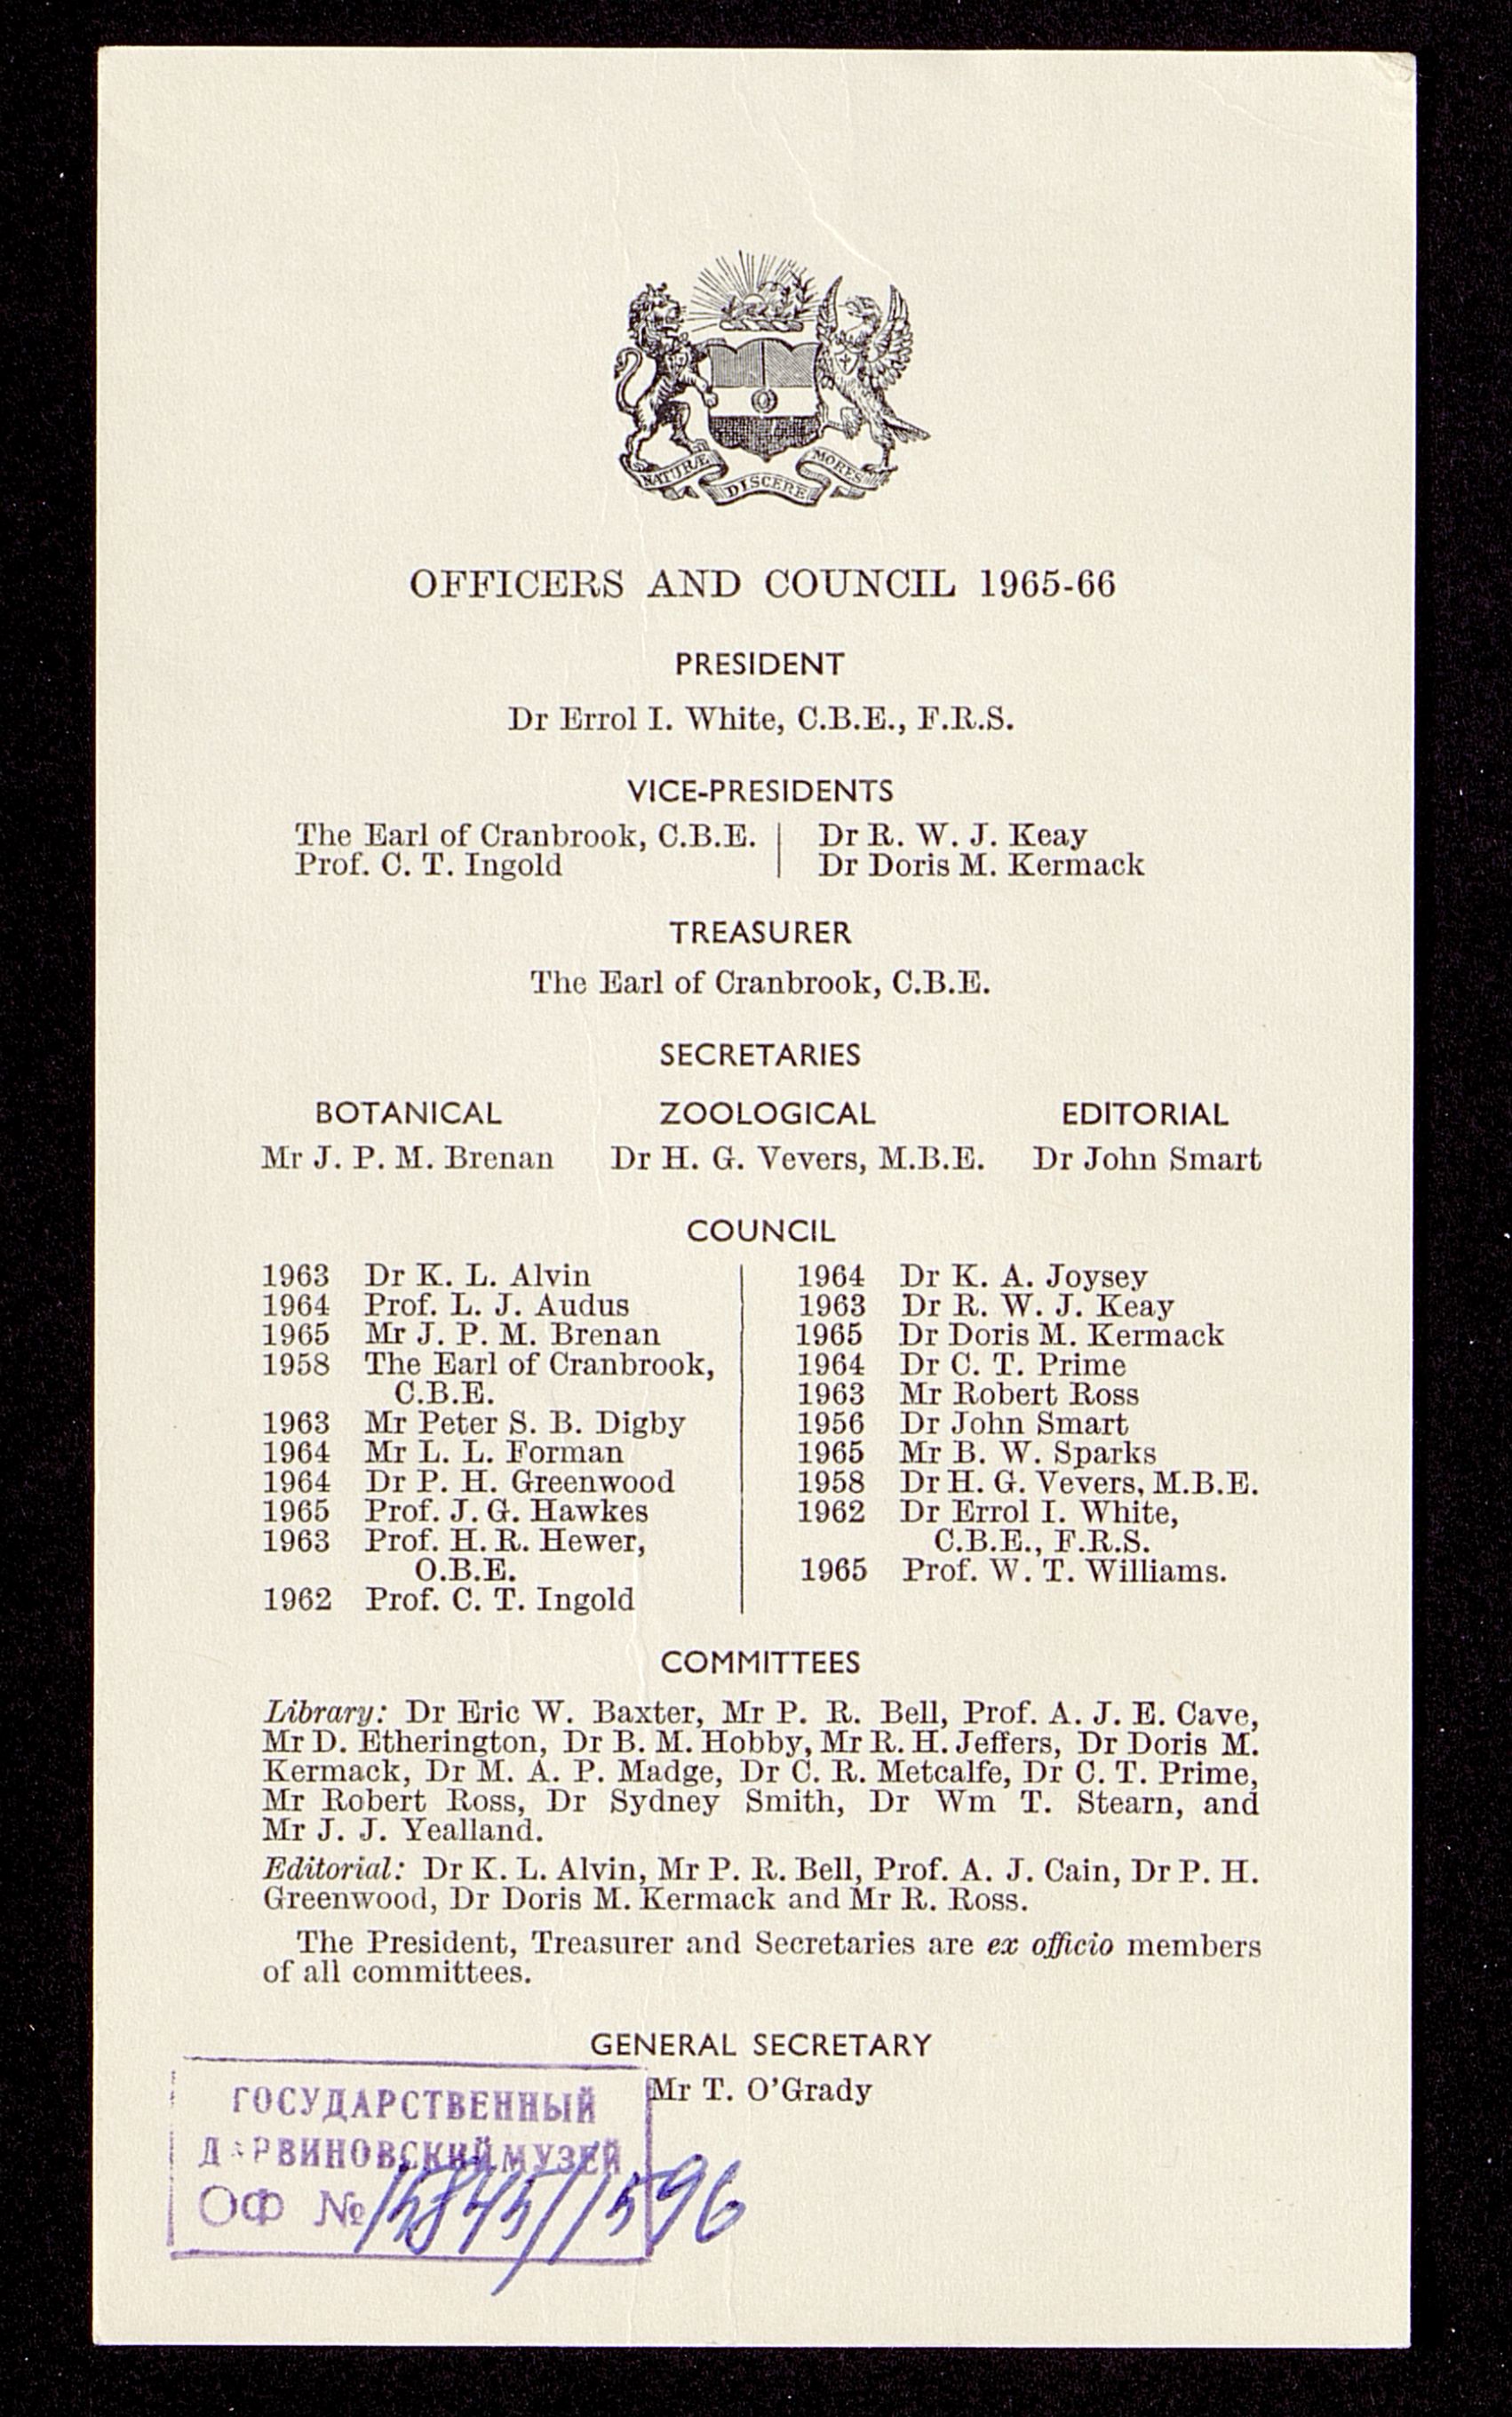 NATURÆ DISCERE MORES
OFFICERS AND COUNCIL 1965-66
PRESIDENT
Dr Errol I. White, C.B.E., F.R.S.
VICE-PRESIDENTS
The Earl of Cranbrook, C.B.E.
Prof. C. T. Ingold
Dr R. W. J. Keay
Dr Doris M. Kermack
TREASURER
The Earl of Cranbrook, C.B.E.
SECRETARIES
BOTANICAL
Mr J. P. M. Brenan
ZOOLOGICAL
Dr H. G. Vevers, M.B.E.
EDITORIAL
Dr John Smart
COUNCIL
1963 Dr K. L. Alvin
1964 Prof. L. J. Audus
1965 Mr J. P. M. Brenan
1958 The Earl of Cranbrook,
C.B.E.
1963 Mr Peter S. B. Digby
1964 Mr L. L. Forman
1964 Dr P. H. Greenwood
1965 Prof. J. G. Hawkes
1963 Prof. H. R. Hewer,
O.B.E.
1962 Prof. C. T. Ingold
1964 Dr K. A. Joysey
1963 Dr R. W. J. Keay
1965 Dr Doris M. Kermack
1964 Dr C. T. Prime
1963 Mr Robert Ross
1956 Dr John Smart
1965 Mr B. W. Sparks
1958 Dr H. G. Vevers, M.B.E.
1962 Dr Errol I. White,
C.B.E., F.R.S.
1965 Prof. W. T. Williams.
COMMITTEES
Library: Dr Eric W. Baxter, Mr P. R. Bell, Prof. A. J. E. Cave,
Mr D. Etherington, Dr B. M. Hobby, Mr R. H. Jeffers, Dr Doris M.
Kermack, Dr M. A. P. Madge, Dr C. R. Metcalfe, Dr C. T. Prime,
Mr Robert Ross, Dr Sydney Smith, Dr Wm T. Stearn, and
Mr J. J. Yealland.
Editorial: Dr K. L. Alvin, Mr P. R. Bell, Prof. A. J. Cain, Dr P. H.
Greenwood, Dr Doris M. Kermack and Mr R. Ross.
The President, Treasurer and Secretaries are ex officio members
of all committees.
GENERAL SECRETARY
Mr T. O'Grady
ГОСУДАРСТВЕННЫЙ
ДАРВИНОВСКИЙ МУЗЕЙ
ОФ № 15845/1596